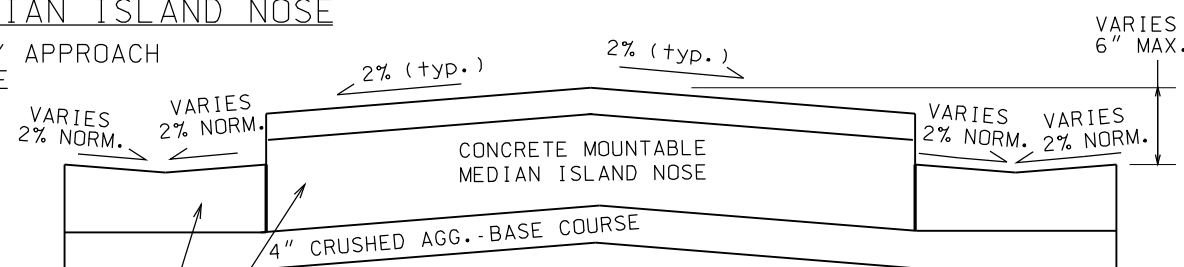 IAN ISLAND NOSE
APPROACH
VARIES
6" MAX.
2% (typ.)
2% (typ.)
VARIES
2% NORM.
VARIES
2% NORM.
VARIES
2% NORM.
VARIES
2% NORM.
CONCRETE MOUNTABLE
MEDIAN ISLAND NOSE
4" CRUSHED AGG.-BASE COURSE